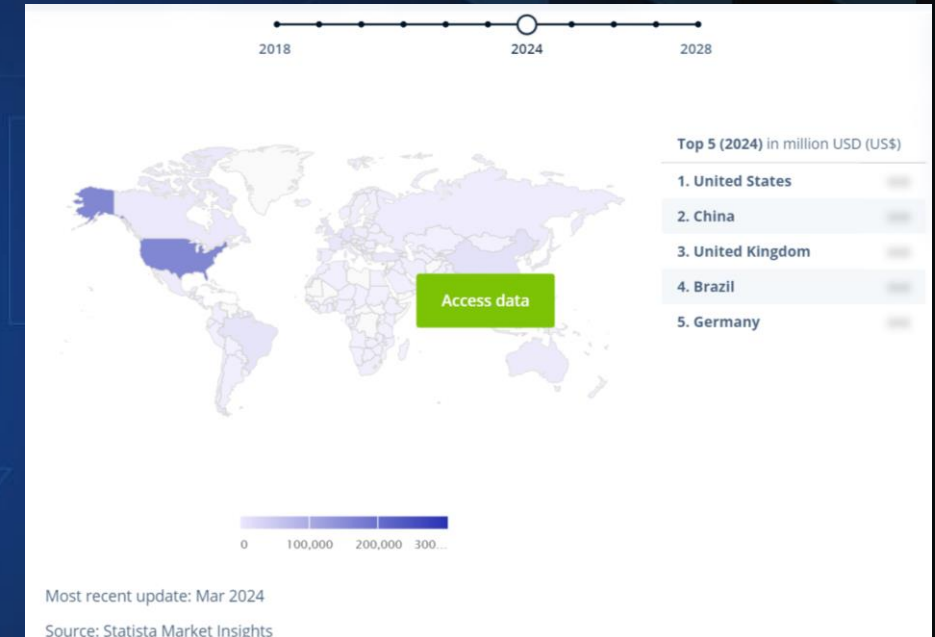 2018 2024 2028
Top 5 (2024) in million USD (US$)
1. United States
2. China
3. United Kingdom
4. Brazil
5. Germany
Access data
0 100,000 200,000 300...
Most recent update: Mar 2024
Source: Statista Market Insights